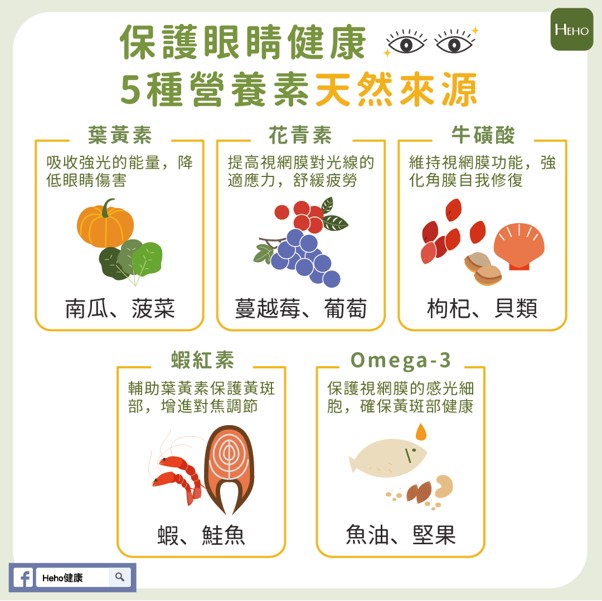 保護眼睛健康
5種營養素天然來源
HEHO
葉黃素
吸收強光的能量，降
低眼睛傷害
南瓜、菠菜
花青素
提高視網膜對光線的
適應力，舒緩疲勞
蔓越莓、葡萄
牛磺酸
維持視網膜功能，強
化角膜自我修復
枸杞、貝類
蝦紅素
輔助葉黃素保護黃斑
部，增進對焦調節
蝦、鮭魚
Omega-3
保護視網膜的感光細
胞，確保黃斑部健康
魚油、堅果
f
Heho健康